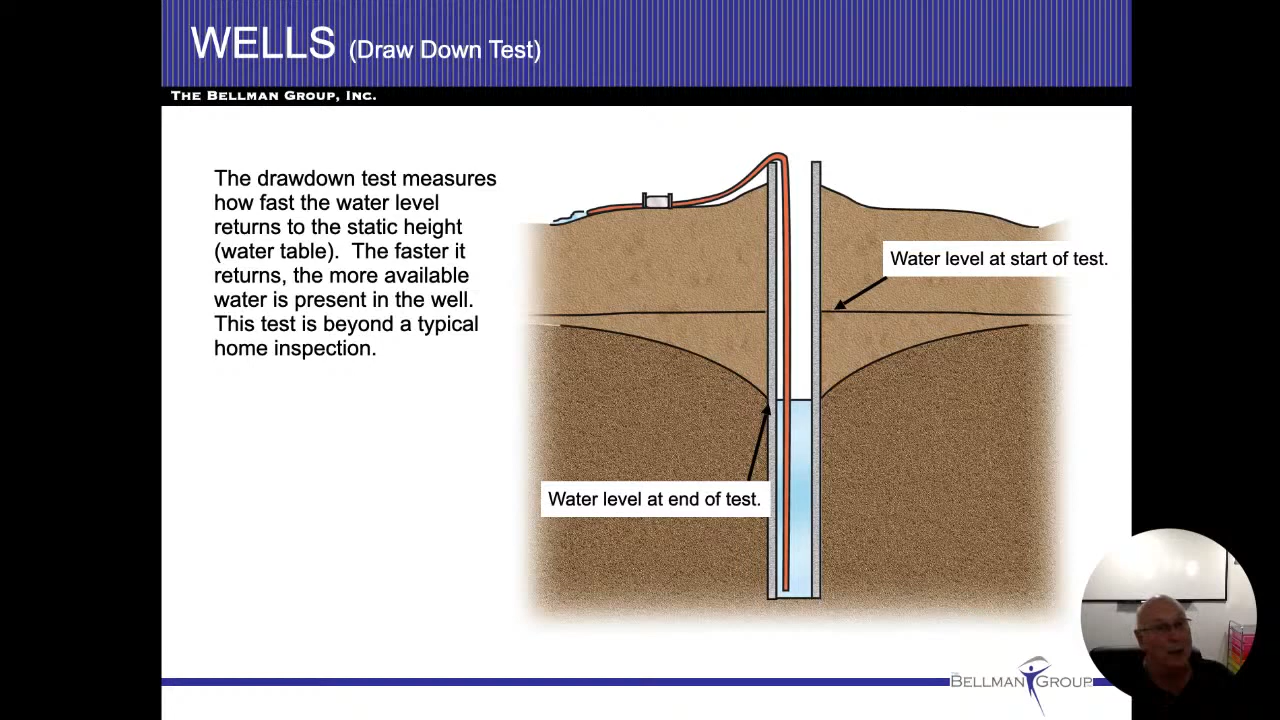 WELLS (Draw Down Test)
THE BELLMAN GROUP, INC.
The drawdown test measures
how fast the water level
returns to the static height
(water table).  The faster it
returns, the more available
water is present in the well.
This test is beyond a typical
home inspection.
Water level at start of test.
Water level at end of test.
THE BELLMAN GROUP